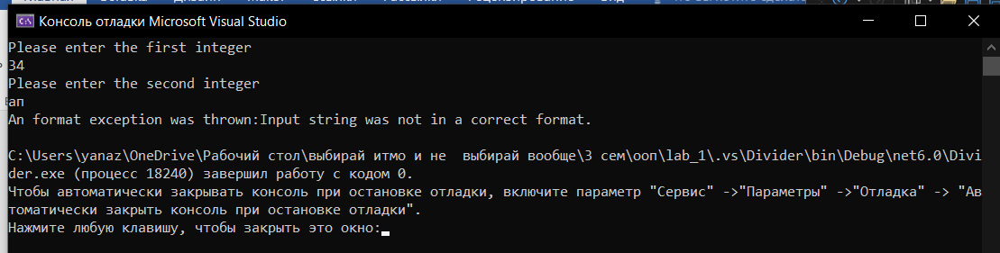 Консоль отладки Microsoft Visual Studio
Please enter the first integer
34
Please enter the second integer
ап
An format exception was thrown:Input string was not in a correct format.
C:\Users\yanaz\OneDrive\Рабочий стол\выбирай итмо и не  выбирай вообще\3 сем\ооп\lab_1\.vs\Divider\bin\Debug\net6.0\Divi
der.exe (процесс 18240) завершил работу с кодом 0.
Чтобы автоматически закрывать консоль при остановке отладки, включите параметр "Сервис" ->"Параметры" ->"Отладка" -> "Ав
томатически закрыть консоль при остановке отладки".
Нажмите любую клавишу, чтобы закрыть это окно: